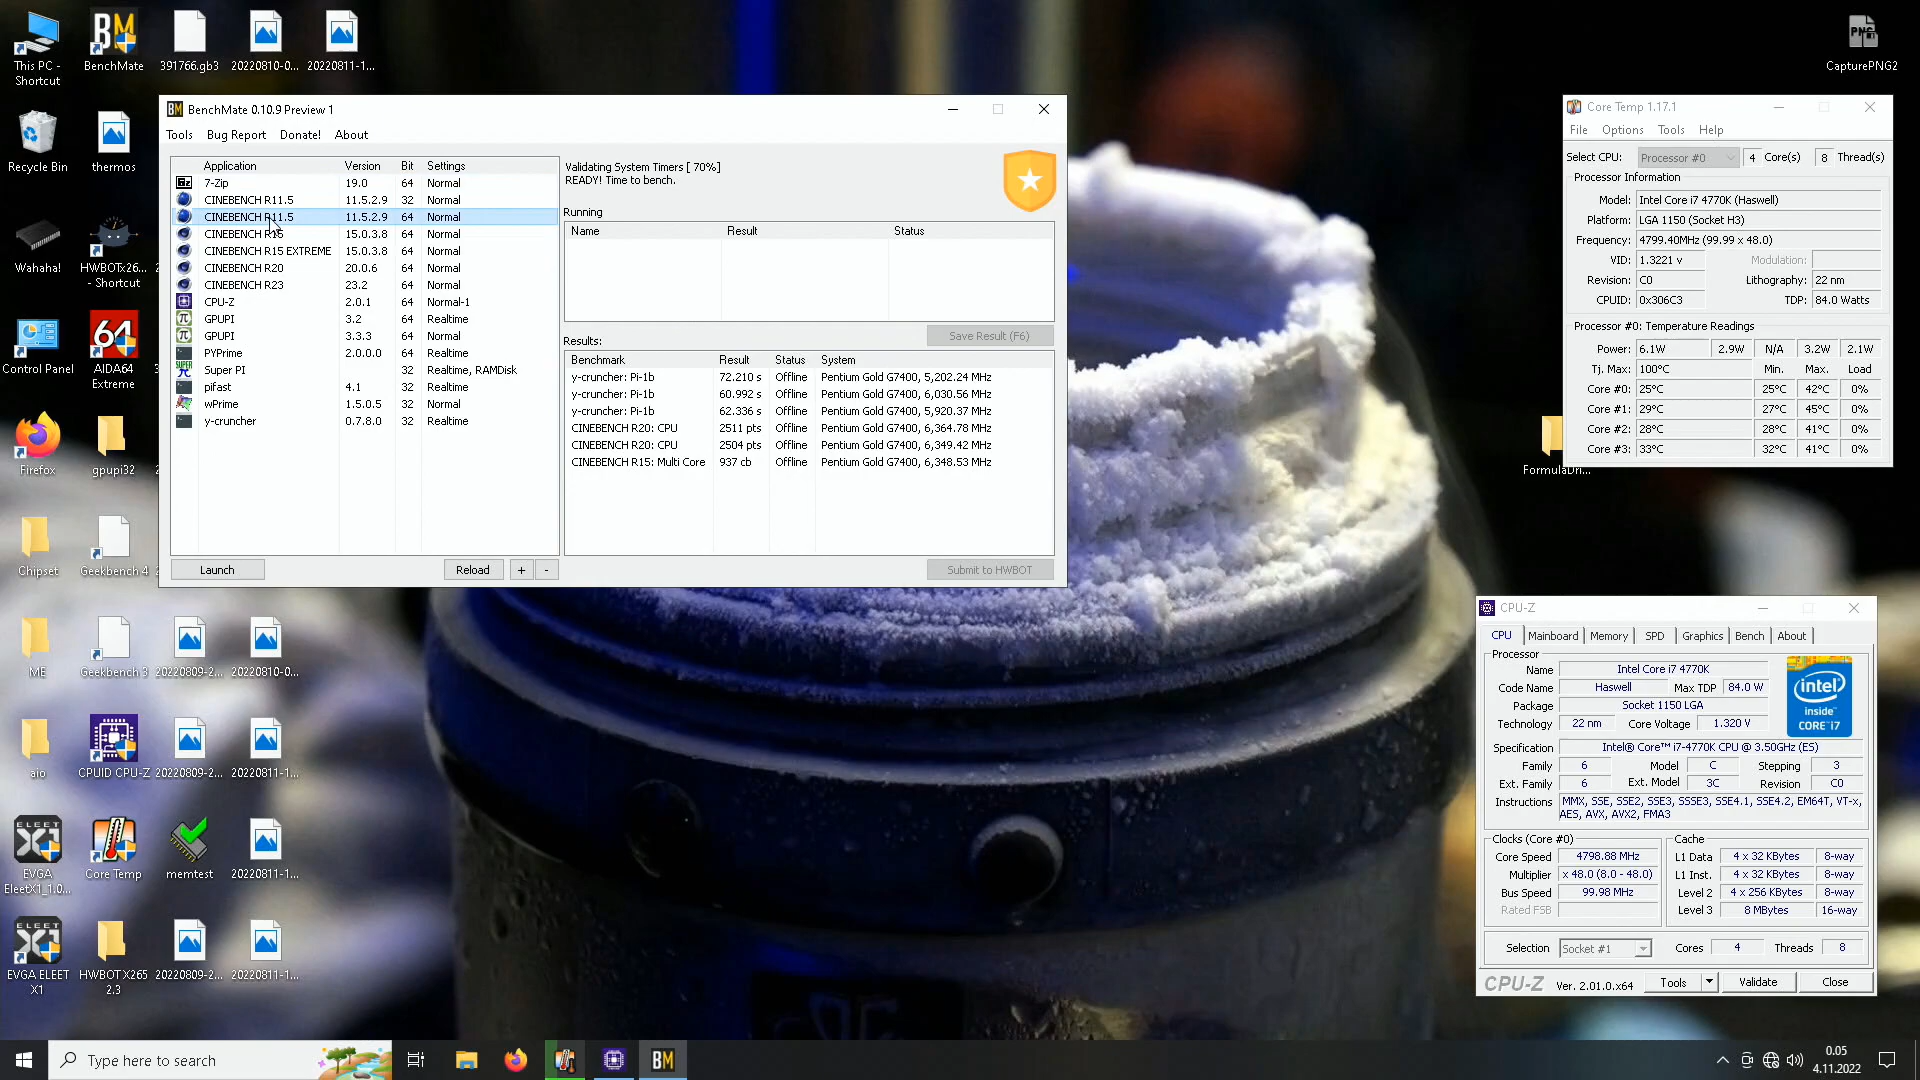 This PC -
Shortcut
BenchMate
391766.gb3
20220810-0...
20220811-1...
CapturePNG2
Recycle Bin
thermos
Wahaha!
HWBOTx26...
- Shortcut
Control Panel
AIDA64
Extreme
Firefox
gpupi32
Chipset
Geekbench 4
ME
Geekbench 3
20220809-2...
20220810-0...
aio
CPUID CPU-Z
20220809-2...
20220811-1...
EVGA
EleetX1_1.0...
Core Temp
memtest
20220811-1...
EVGA ELEET
X1
HWBOT X265
2.3
20220809-2...
20220811-1...
FormulaDri...
BenchMate 0.10.9 Preview 1
Tools Bug Report Donate! About
Application Version Bit Settings
7-Zip 19.0 64 Normal
CINEBENCH R11.5 11.5.2.9 32 Normal
CINEBENCH R11.5 11.5.2.9 64 Normal
CINEBENCH R15 15.0.3.8 64 Normal
CINEBENCH R15 EXTREME 15.0.3.8 64 Normal
CINEBENCH R20 20.0.6 64 Normal
CINEBENCH R23 23.2 64 Normal
CPU-Z 2.0.1 64 Normal-1
GPUPI 3.2 64 Realtime
GPUPI 3.3.3 64 Normal
PYPrime 2.0.0.0 64 Realtime
Super PI 32 Realtime, RAMDisk
pifast 4.1 32 Realtime
wPrime 1.5.0.5 32 Normal
y-cruncher 0.7.8.0 32 Realtime
Launch Reload + -
Validating System Timers [ 70%]
READY! Time to bench.
Running
Name Result Status
Save Result (F6)
Results:
Benchmark Result Status System
y-cruncher: Pi-1b 72.210 s Offline Pentium Gold G7400, 5,202.24 MHz
y-cruncher: Pi-1b 60.992 s Offline Pentium Gold G7400, 6,030.56 MHz
y-cruncher: Pi-1b 62.336 s Offline Pentium Gold G7400, 5,920.37 MHz
CINEBENCH R20: CPU 2511 pts Offline Pentium Gold G7400, 6,364.78 MHz
CINEBENCH R20: CPU 2504 pts Offline Pentium Gold G7400, 6,349.42 MHz
CINEBENCH R15: Multi Core 937 cb Offline Pentium Gold G7400, 6,348.53 MHz
Submit to HWBOT
Core Temp 1.17.1
File Options Tools Help
Select CPU: Processor #0 4 Core(s) 8 Thread(s)
Processor Information
Model: Intel Core i7 4770K (Haswell)
Platform: LGA 1150 (Socket H3)
Frequency: 4799.40MHz (99.99 x 48.0)
VID: 1.3221 v Modulation:
Revision: C0 Lithography: 22 nm
CPUID: 0x306C3 TDP: 84.0 Watts
Processor #0: Temperature Readings
Power: 6.1W 2.9W N/A 3.2W 2.1W
Tj. Max: 100°C Min. Max. Load
Core #0: 25°C 25°C 42°C 0%
Core #1: 29°C 27°C 45°C 0%
Core #2: 28°C 28°C 41°C 0%
Core #3: 33°C 32°C 41°C 0%
CPU-Z
CPU Mainboard Memory SPD Graphics Bench About
Processor
Name Intel Core i7 4770K
Code Name Haswell Max TDP 84.0 W
Package Socket 1150 LGA
Technology 22 nm Core Voltage 1.320 V
intel
inside
CORE i7
Specification Intel® Core™ i7-4770K CPU @ 3.50GHz (ES)
Family 6 Model C Stepping 3
Ext. Family 6 Ext. Model 3C Revision C0
Instructions MMX, SSE, SSE2, SSE3, SSSE3, SSE4.1, SSE4.2, EM64T, VT-x,
AES, AVX, AVX2, FMA3
Clocks (Core #0) Cache
Core Speed 4798.88 MHz L1 Data 4 x 32 KBytes 8-way
Multiplier x 48.0 (8.0 - 48.0) L1 Inst. 4 x 32 KBytes 8-way
Bus Speed 99.98 MHz Level 2 4 x 256 KBytes 8-way
Rated FSB Level 3 8 MBytes 16-way
Selection Socket #1 Cores 4 Threads 8
CPU-Z Ver. 2.01.0.x64 Tools Validate Close
Type here to search
BM
0.05
4.11.2022